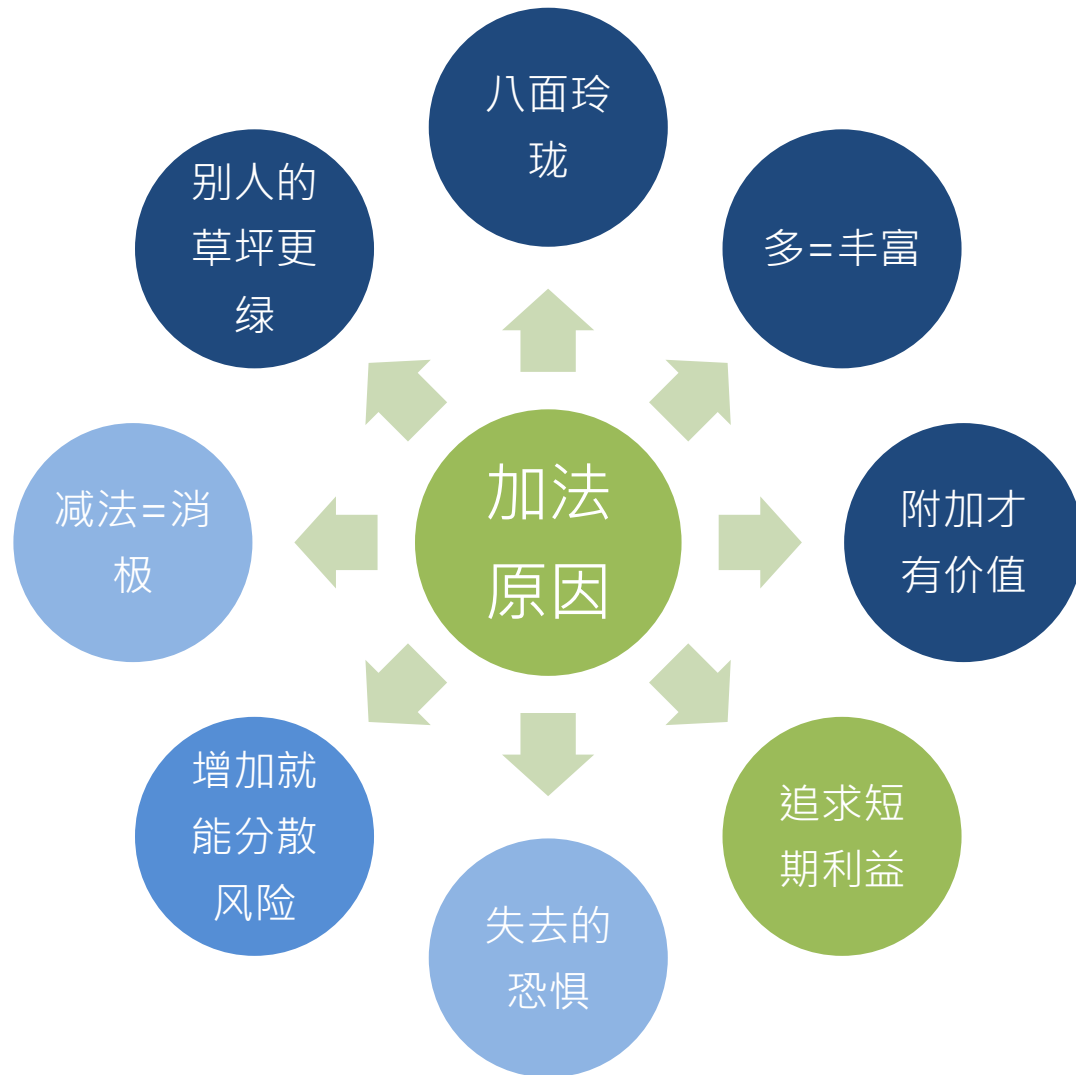 八面玲
珑
别人的
草坪更
绿
多=丰富
加法
原因
减法=消
极
附加才
有价值
增加就
能分散
风险
追求短
期利益
失去的
恐惧